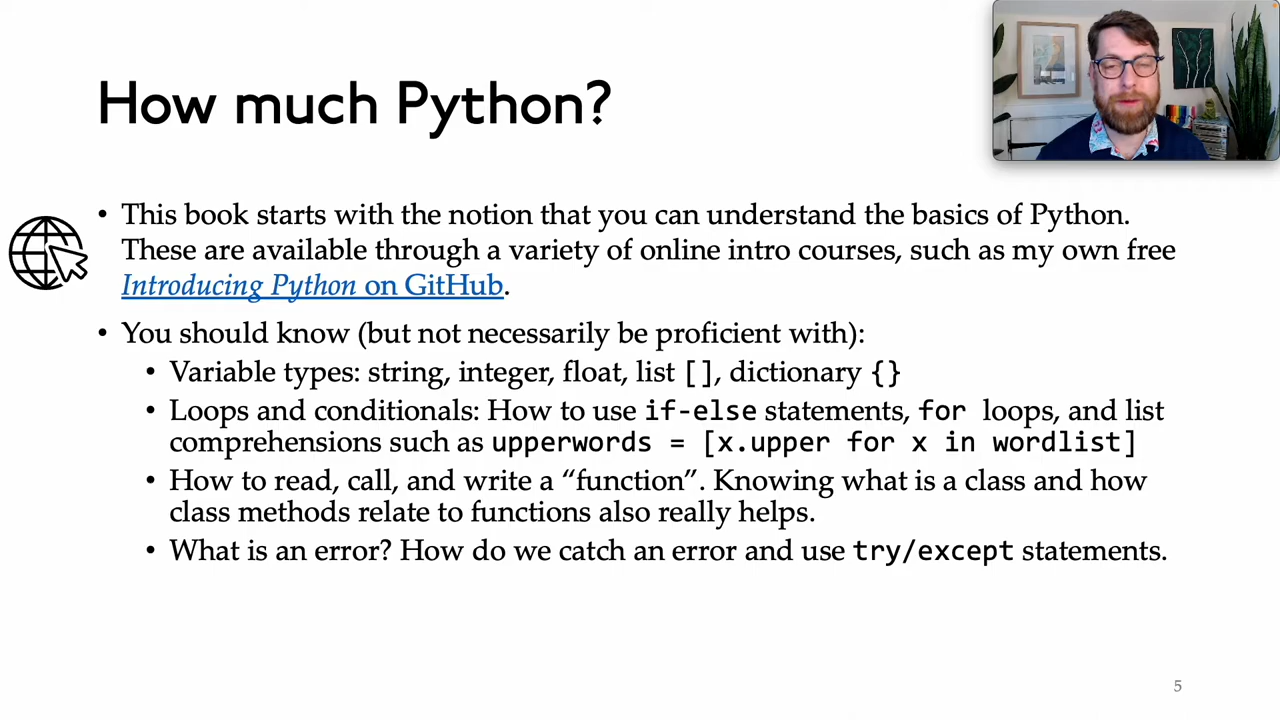 How much Python?
• This book starts with the notion that you can understand the basics of Python.
These are available through a variety of online intro courses, such as my own free
Introducing Python on GitHub.
• You should know (but not necessarily be proficient with):
• Variable types: string, integer, float, list [], dictionary {}
• Loops and conditionals: How to use if-else statements, for loops, and list
comprehensions such as upperwords = [x.upper for x in wordlist]
• How to read, call, and write a “function”. Knowing what is a class and how
class methods relate to functions also really helps.
• What is an error? How do we catch an error and use try/except statements.
5